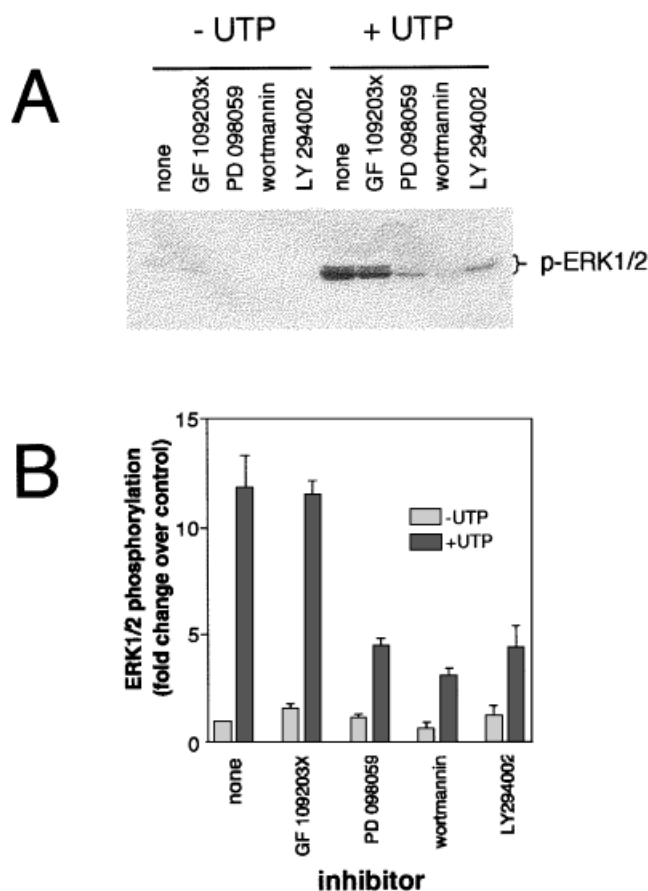 - UTP + UTP
A
none GF 109203x PD 098059 wortmannin LY 294002 none GF 109203x PD 098059 wortmannin LY 294002
p-ERK1/2
B
ERK1/2 phosphorylation
(fold change over control)
15
10
5
0
-UTP
+UTP
none GF 109203X PD 098059 wortmannin LY294002
inhibitor